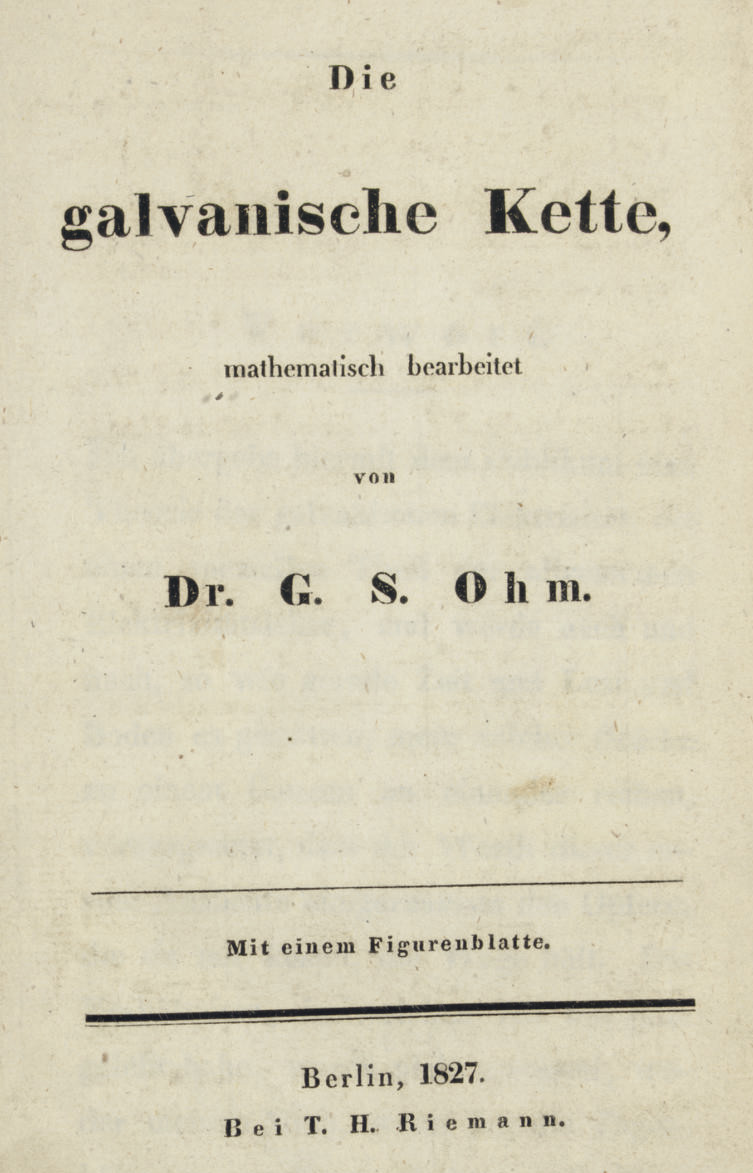 Die
galvanische Kette,
mathematisch bearbeitet
von
Dr. G. S. Ohm.
Mit einem Figurenblatte.
Berlin, 1827.
Bei T. H. Riemann.